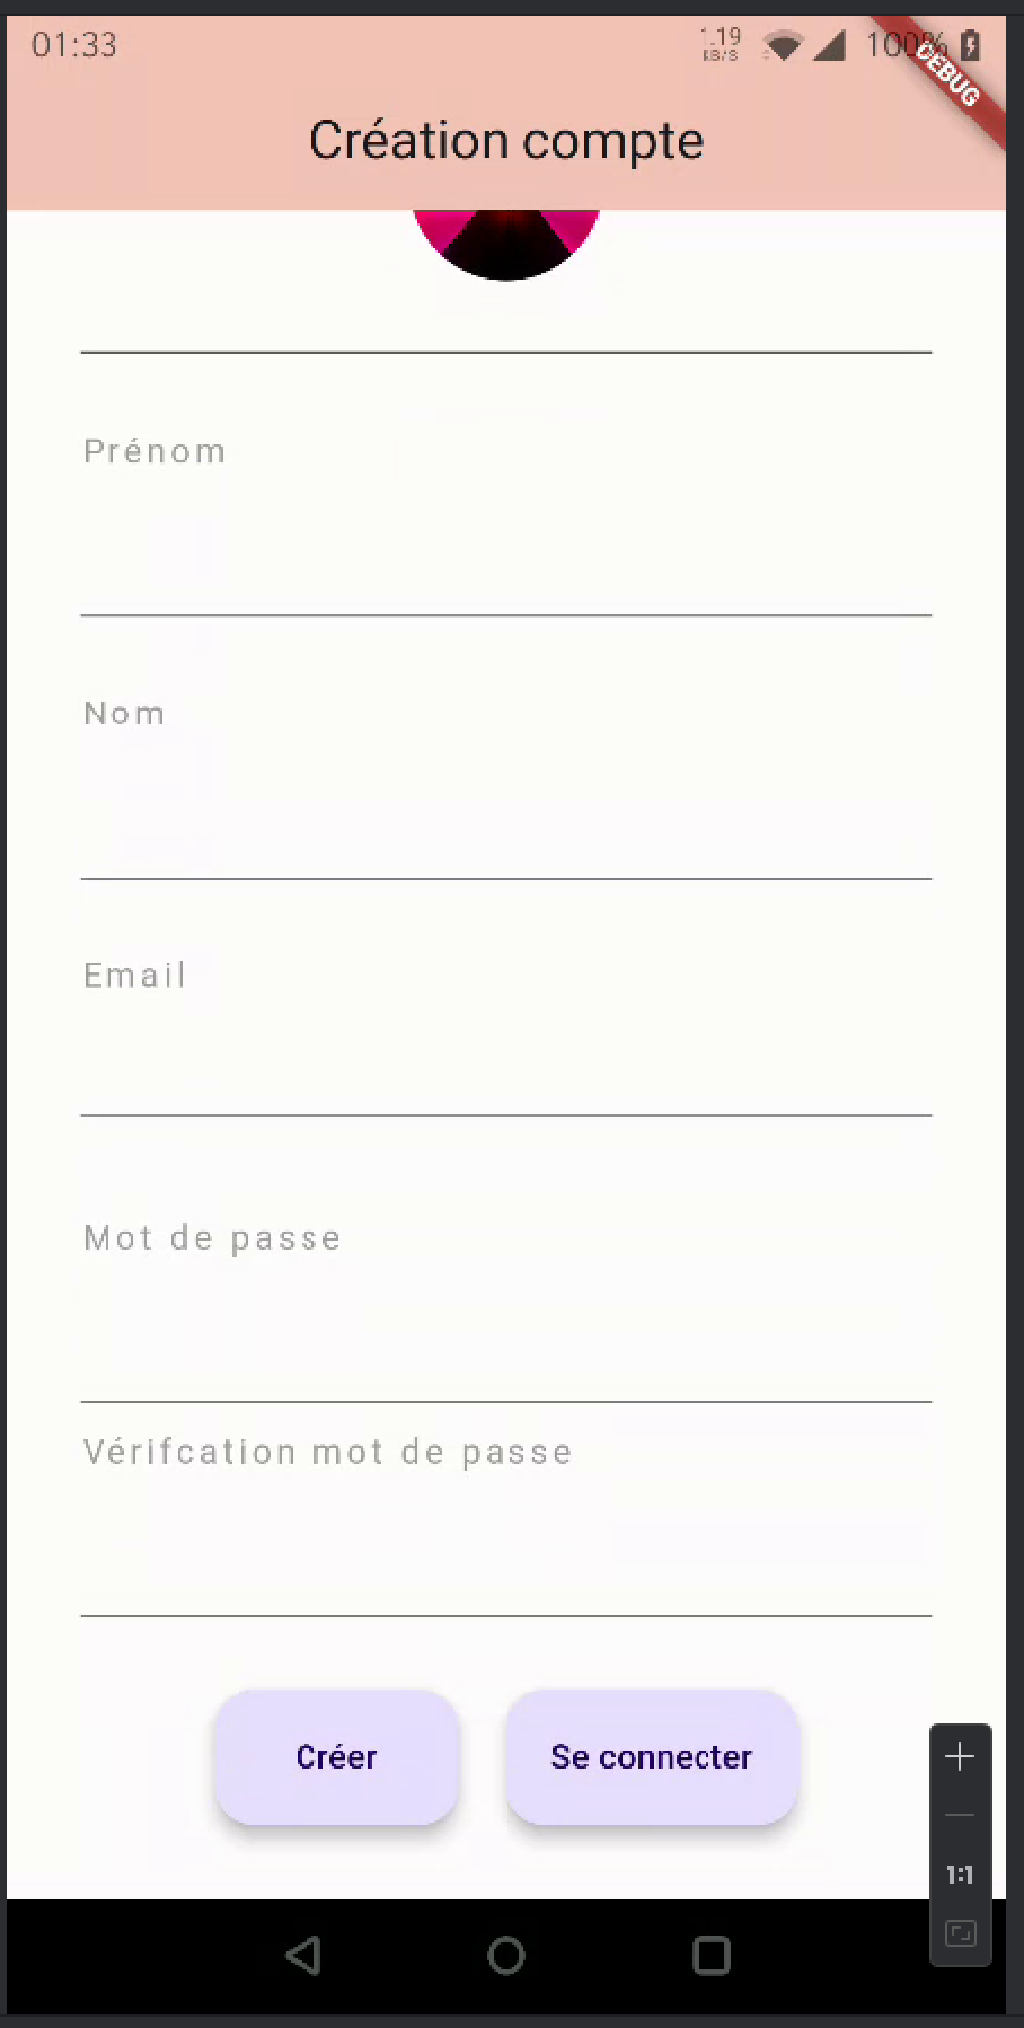 01:33
1.19
KB/S
100%
DEBUG
Création compte
Prénom
Nom
Email
Mot de passe
Vérifcation mot de passe
Créer
Se connecter
1:1